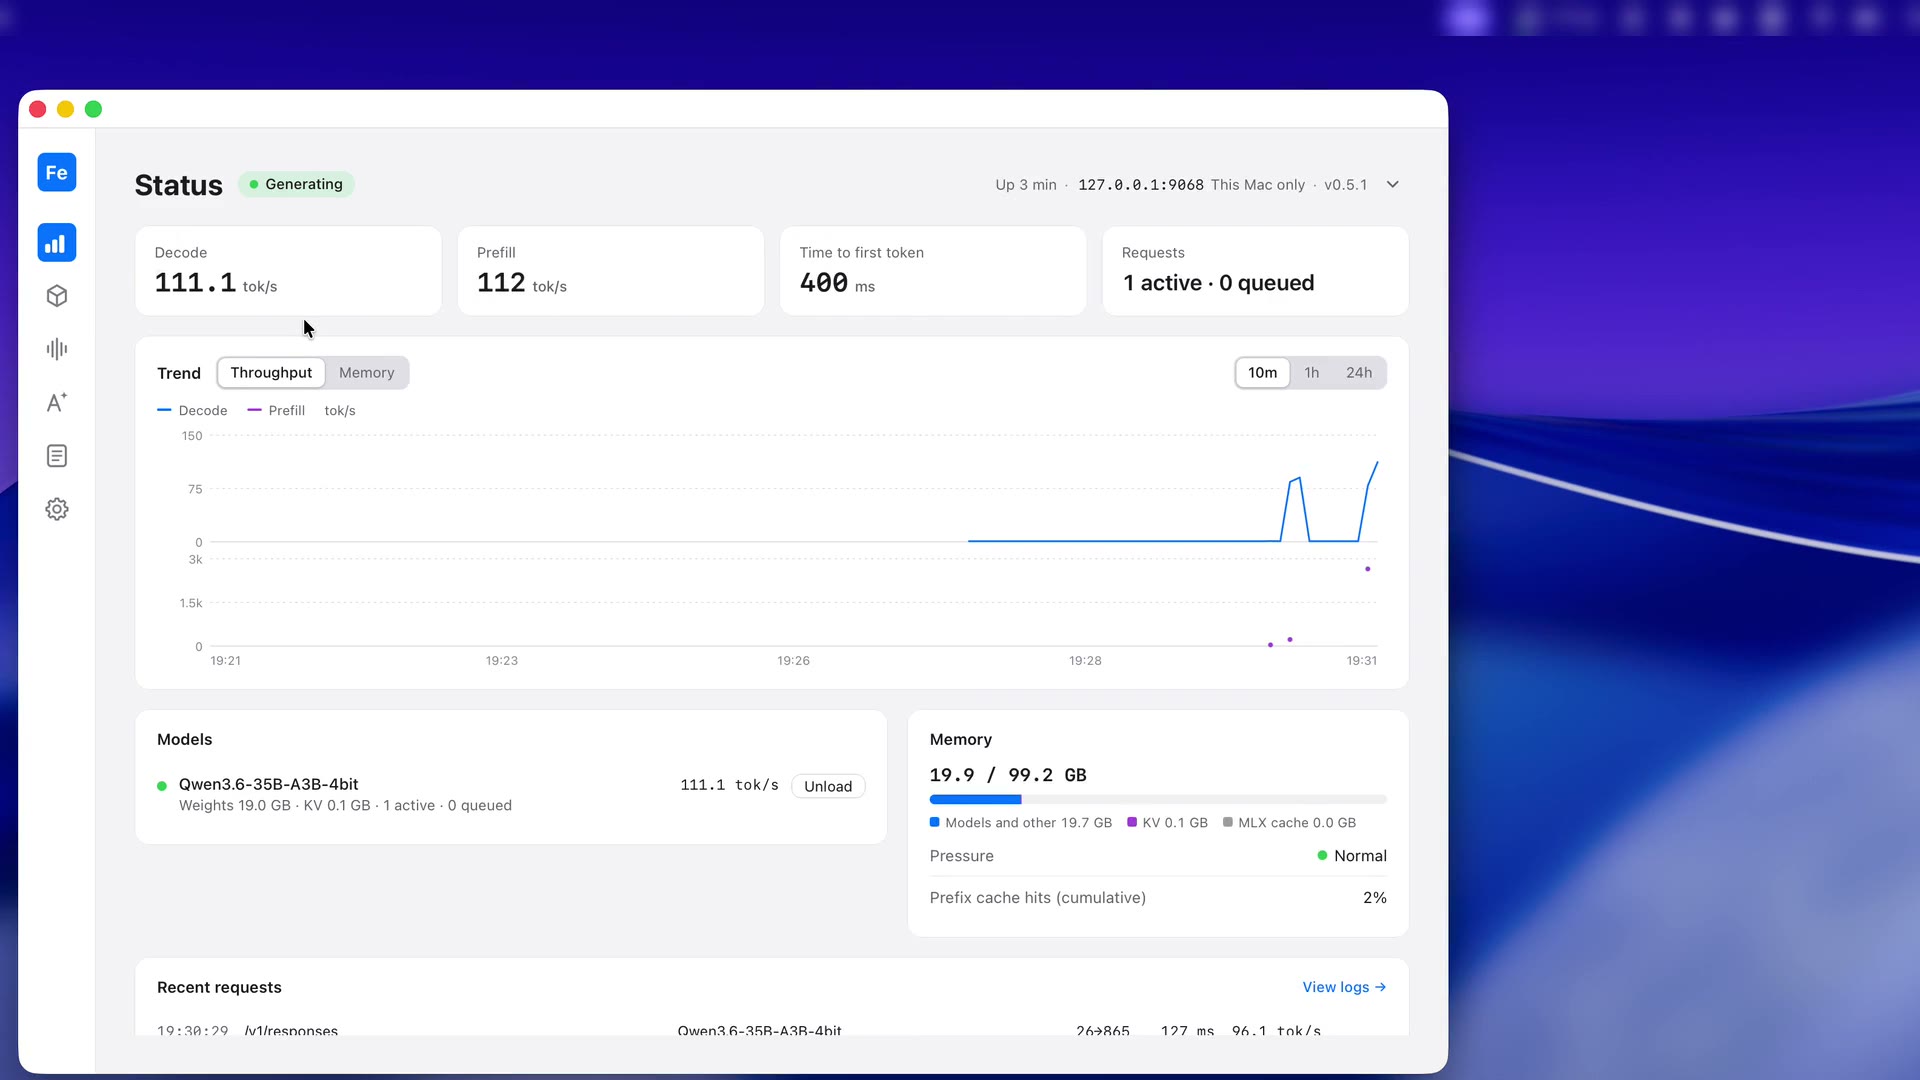 Fe
Status
Generating
Up 3 min · 127.0.0.1:9068 This Mac only · v0.5.1
Decode
111.1 tok/s
Prefill
112 tok/s
Time to first token
400 ms
Requests
1 active · 0 queued
Trend
Throughput
Memory
10m
1h
24h
Decode
Prefill
tok/s
150
75
0
3k
1.5k
0
19:21
19:23
19:26
19:28
19:31
Models
Qwen3.6-35B-A3B-4bit
111.1 tok/s
Unload
Weights 19.0 GB · KV 0.1 GB · 1 active · 0 queued
Memory
19.9 / 99.2 GB
Models and other 19.7 GB
KV 0.1 GB
MLX cache 0.0 GB
Pressure
Normal
Prefix cache hits (cumulative)
2%
Recent requests
View logs →
19:30:29 /v1/responses Qwen3.6-35B-A3B-4bit 26→865 127 ms 96.1 tok/s